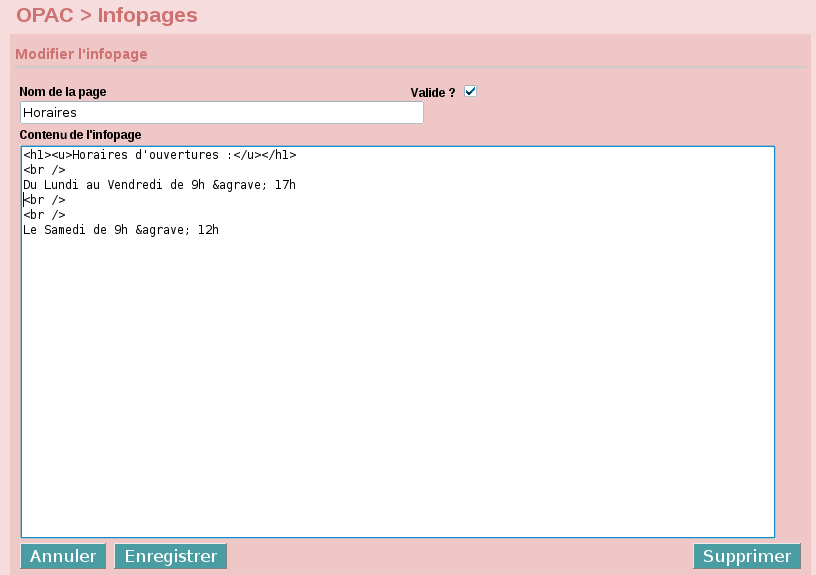 OPAC > Infopages
Modifier l'infopage
Nom de la page
Valide ?
Horaires
Contenu de l'infopage
<h1><u>Horaires d'ouvertures :</u></h1>
<br />
Du Lundi au Vendredi de 9h &agrave; 17h
<br />
<br />
Le Samedi de 9h &agrave; 12h
Annuler Enregistrer Supprimer